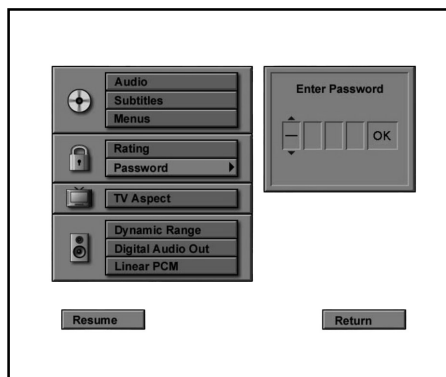 Audio
Subtitles
Menus
Rating
Password
TV Aspect
Dynamic Range
Digital Audio Out
Linear PCM
Enter Password
OK
Resume
Return